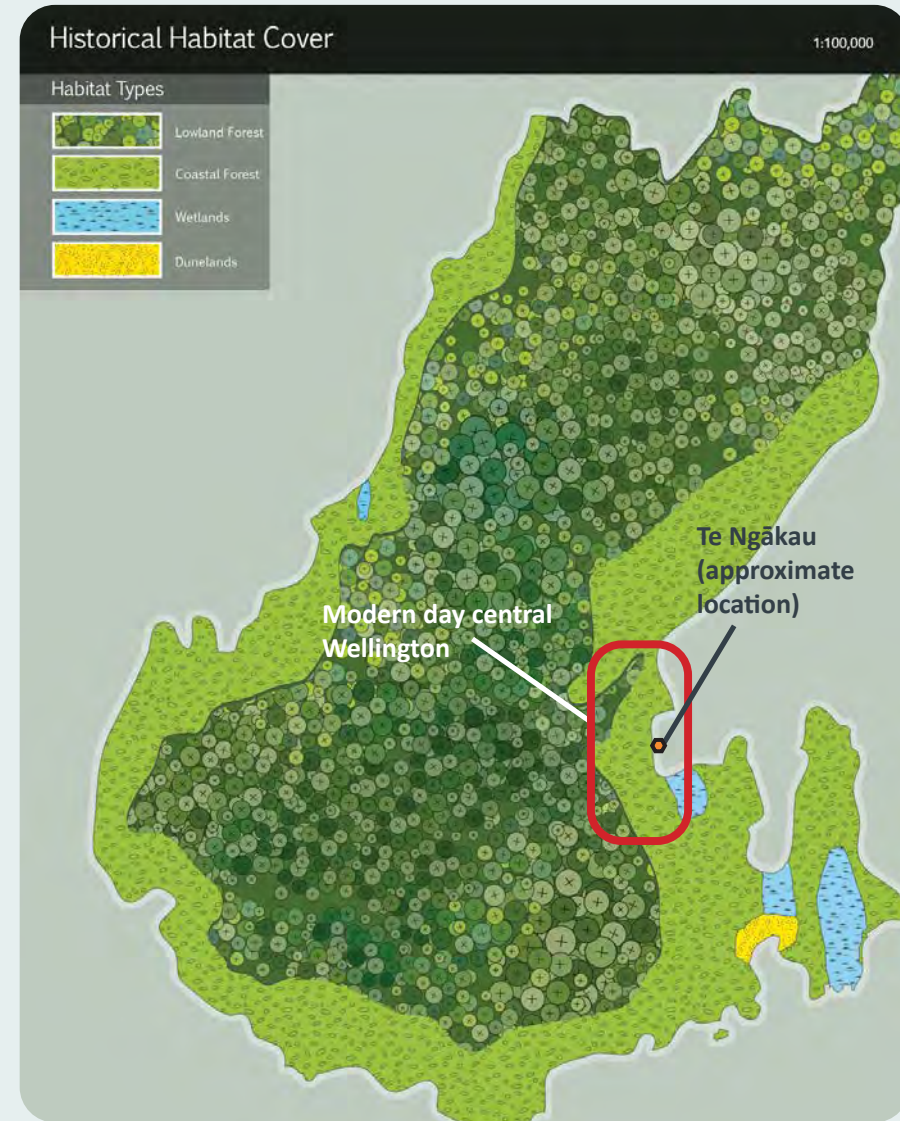 Historical Habitat Cover
1:100,000
Habitat Types
Lowland Forest
Coastal Forest
Wetlands
Dunelands
Te Ngākau
(approximate
location)
Modern day central
Wellington